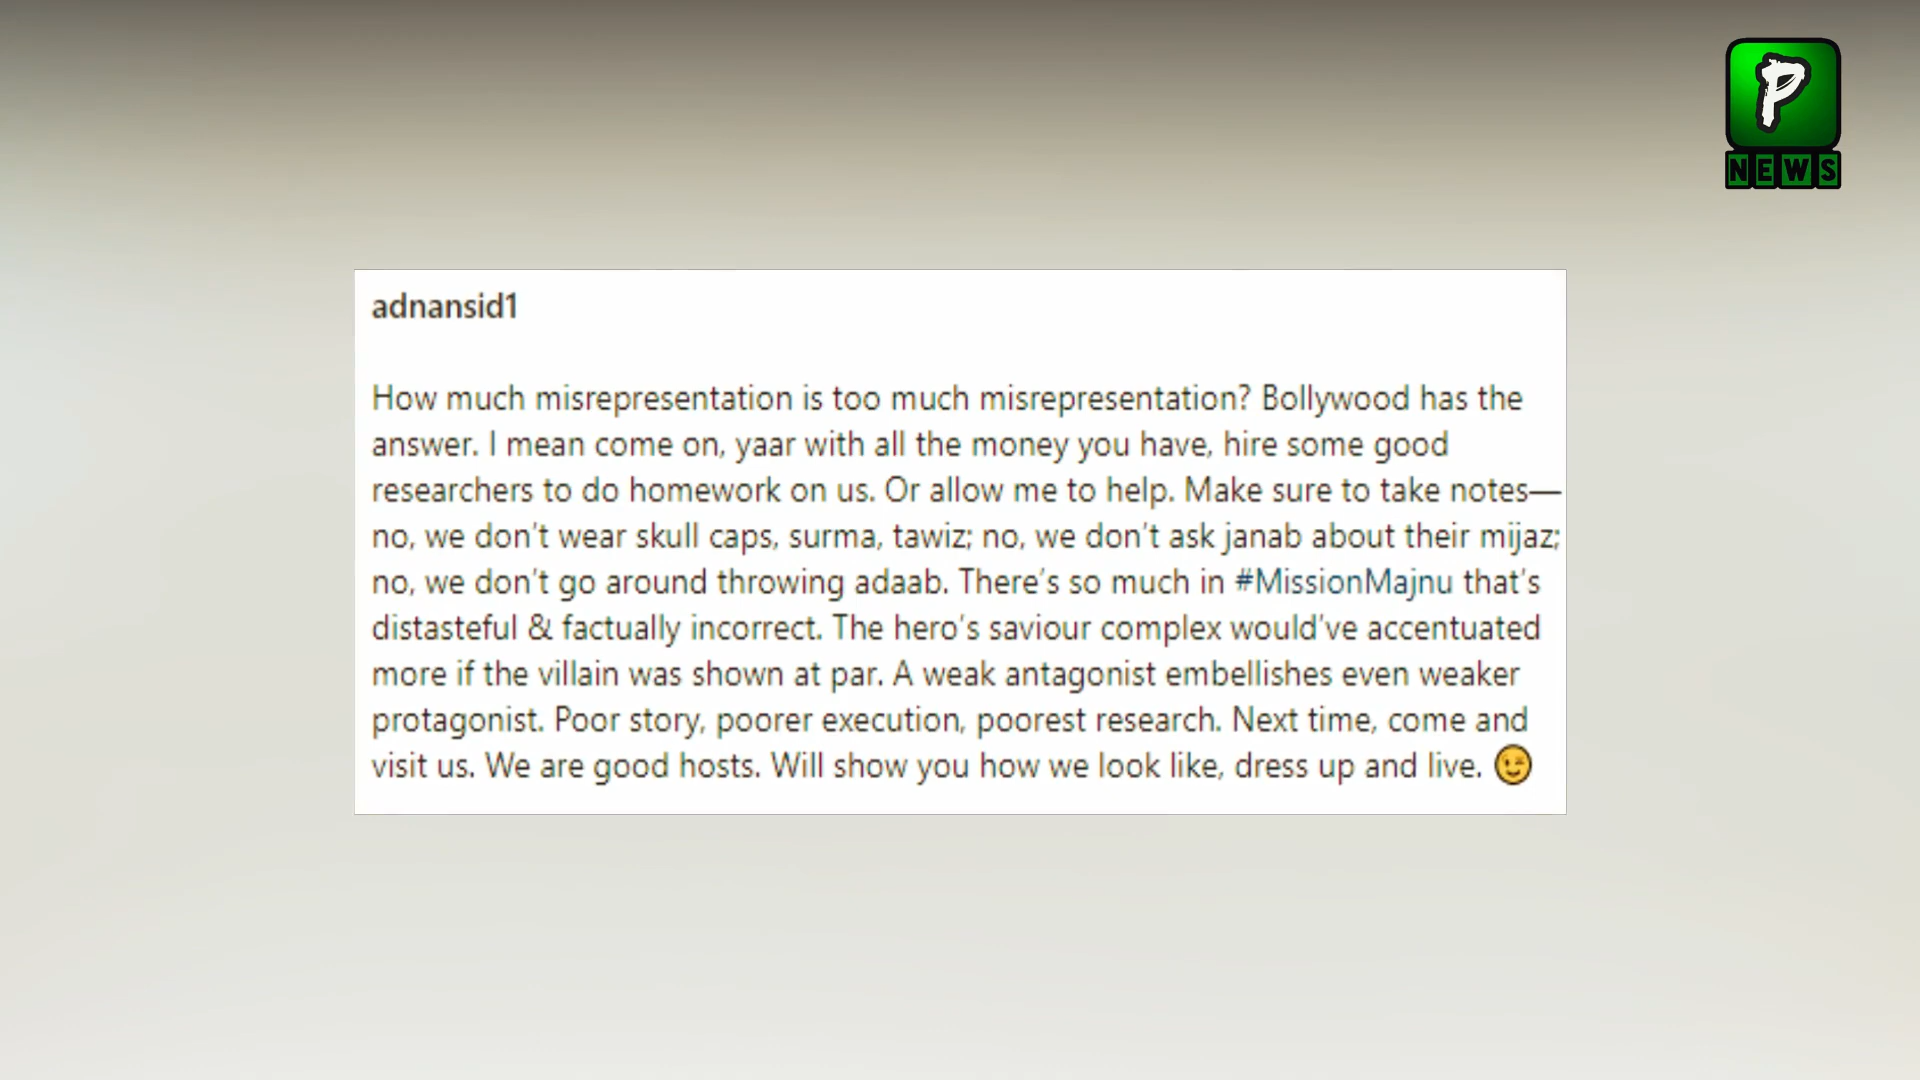 P
NEWS
adnansid1
How much misrepresentation is too much misrepresentation? Bollywood has the
answer. I mean come on, yaar with all the money you have, hire some good
researchers to do homework on us. Or allow me to help. Make sure to take notes—
no, we don't wear skull caps, surma, tawiz; no, we don't ask janab about their mijaz;
no, we don't go around throwing adaab. There's so much in #MissionMajnu that's
distasteful & factually incorrect. The hero's saviour complex would've accentuated
more if the villain was shown at par. A weak antagonist embellishes even weaker
protagonist. Poor story, poorer execution, poorest research. Next time, come and
visit us. We are good hosts. Will show you how we look like, dress up and live. 😉